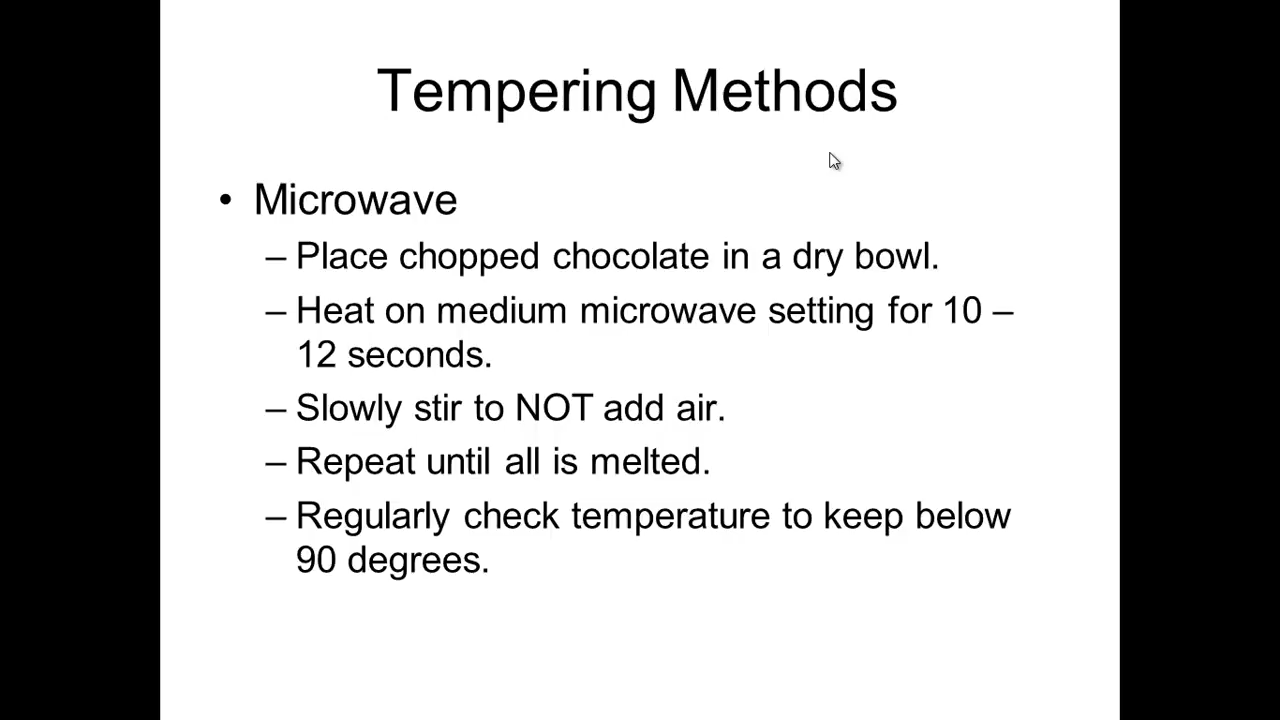 Tempering Methods
• Microwave
– Place chopped chocolate in a dry bowl.
– Heat on medium microwave setting for 10 –
12 seconds.
– Slowly stir to NOT add air.
– Repeat until all is melted.
– Regularly check temperature to keep below
90 degrees.